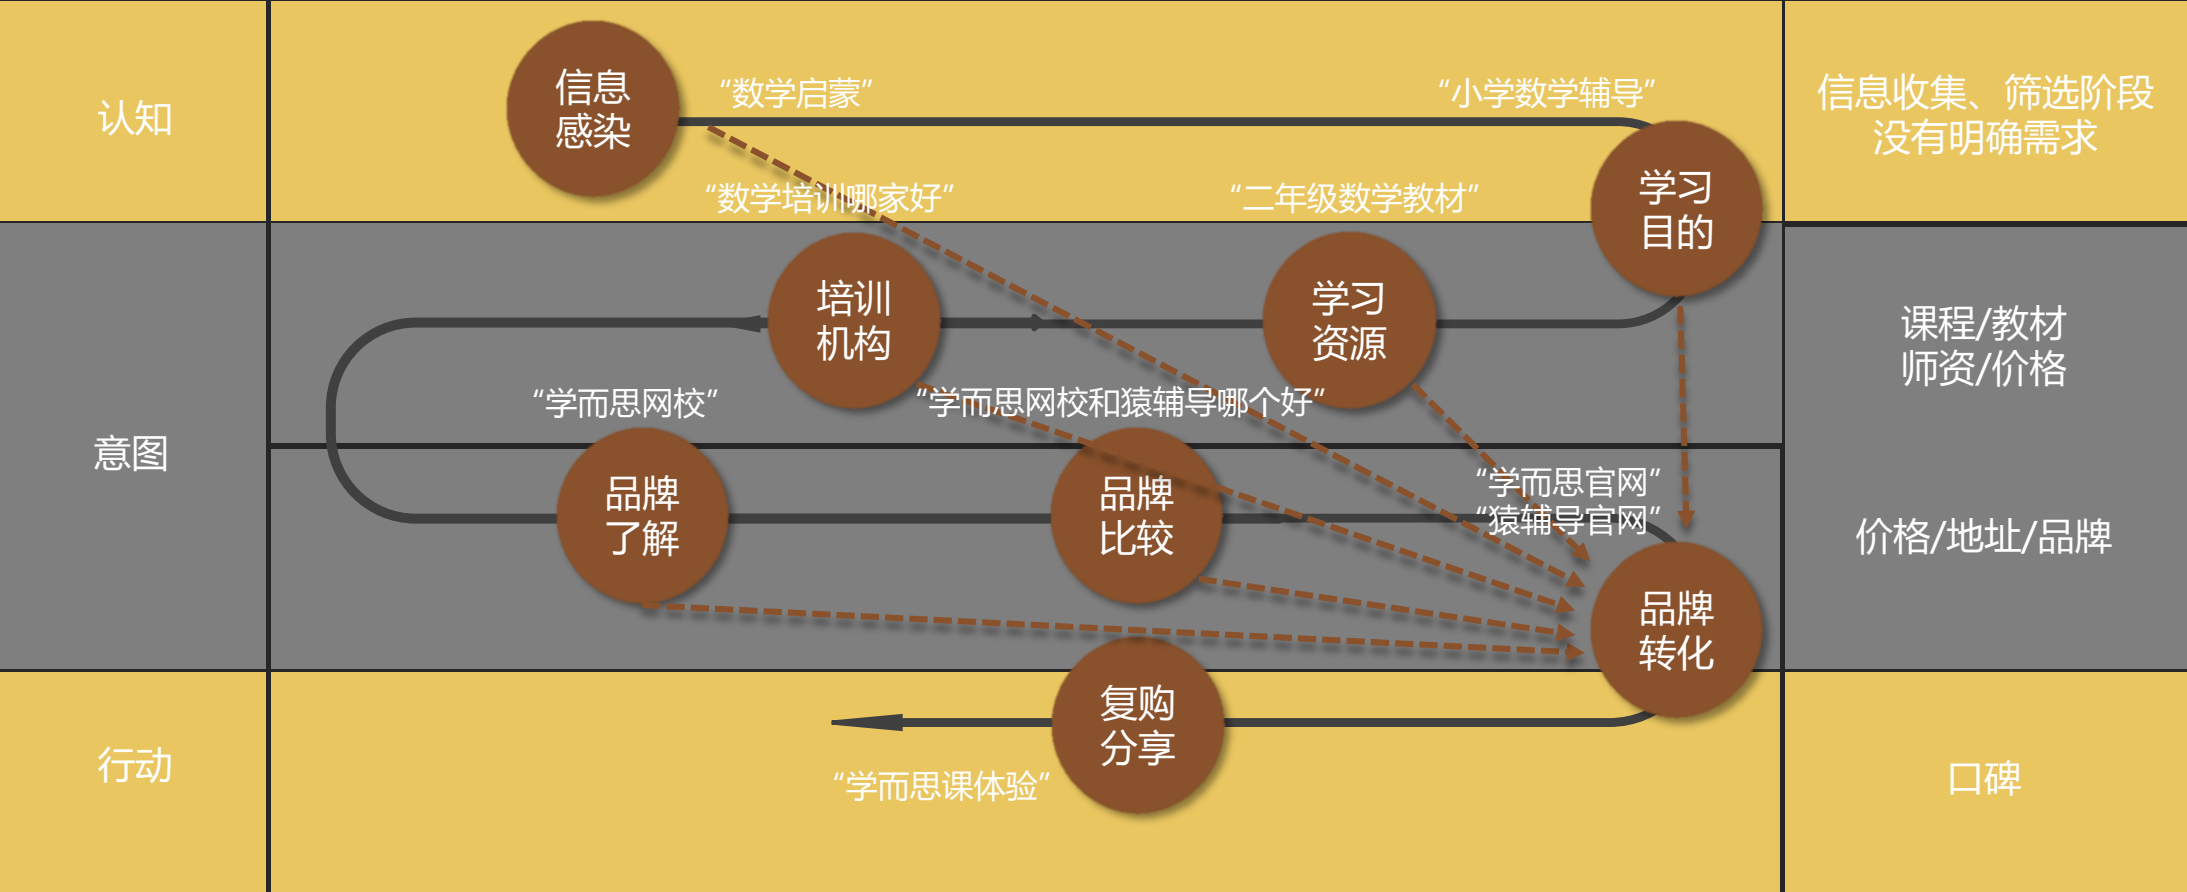 认知
信息
感染
“数学启蒙”
“小学数学辅导”
信息收集、筛选阶段
没有明确需求
“数学培训哪家好”
“二年级数学教材”
学习
目的
意图
培训
机构
学习
资源
课程/教材
师资/价格
“学而思网校”
“学而思网校和猿辅导哪个好”
品牌
了解
品牌
比较
“学而思官网”
“猿辅导官网”
价格/地址/品牌
品牌
转化
行动
复购
分享
“学而思课体验”
口碑